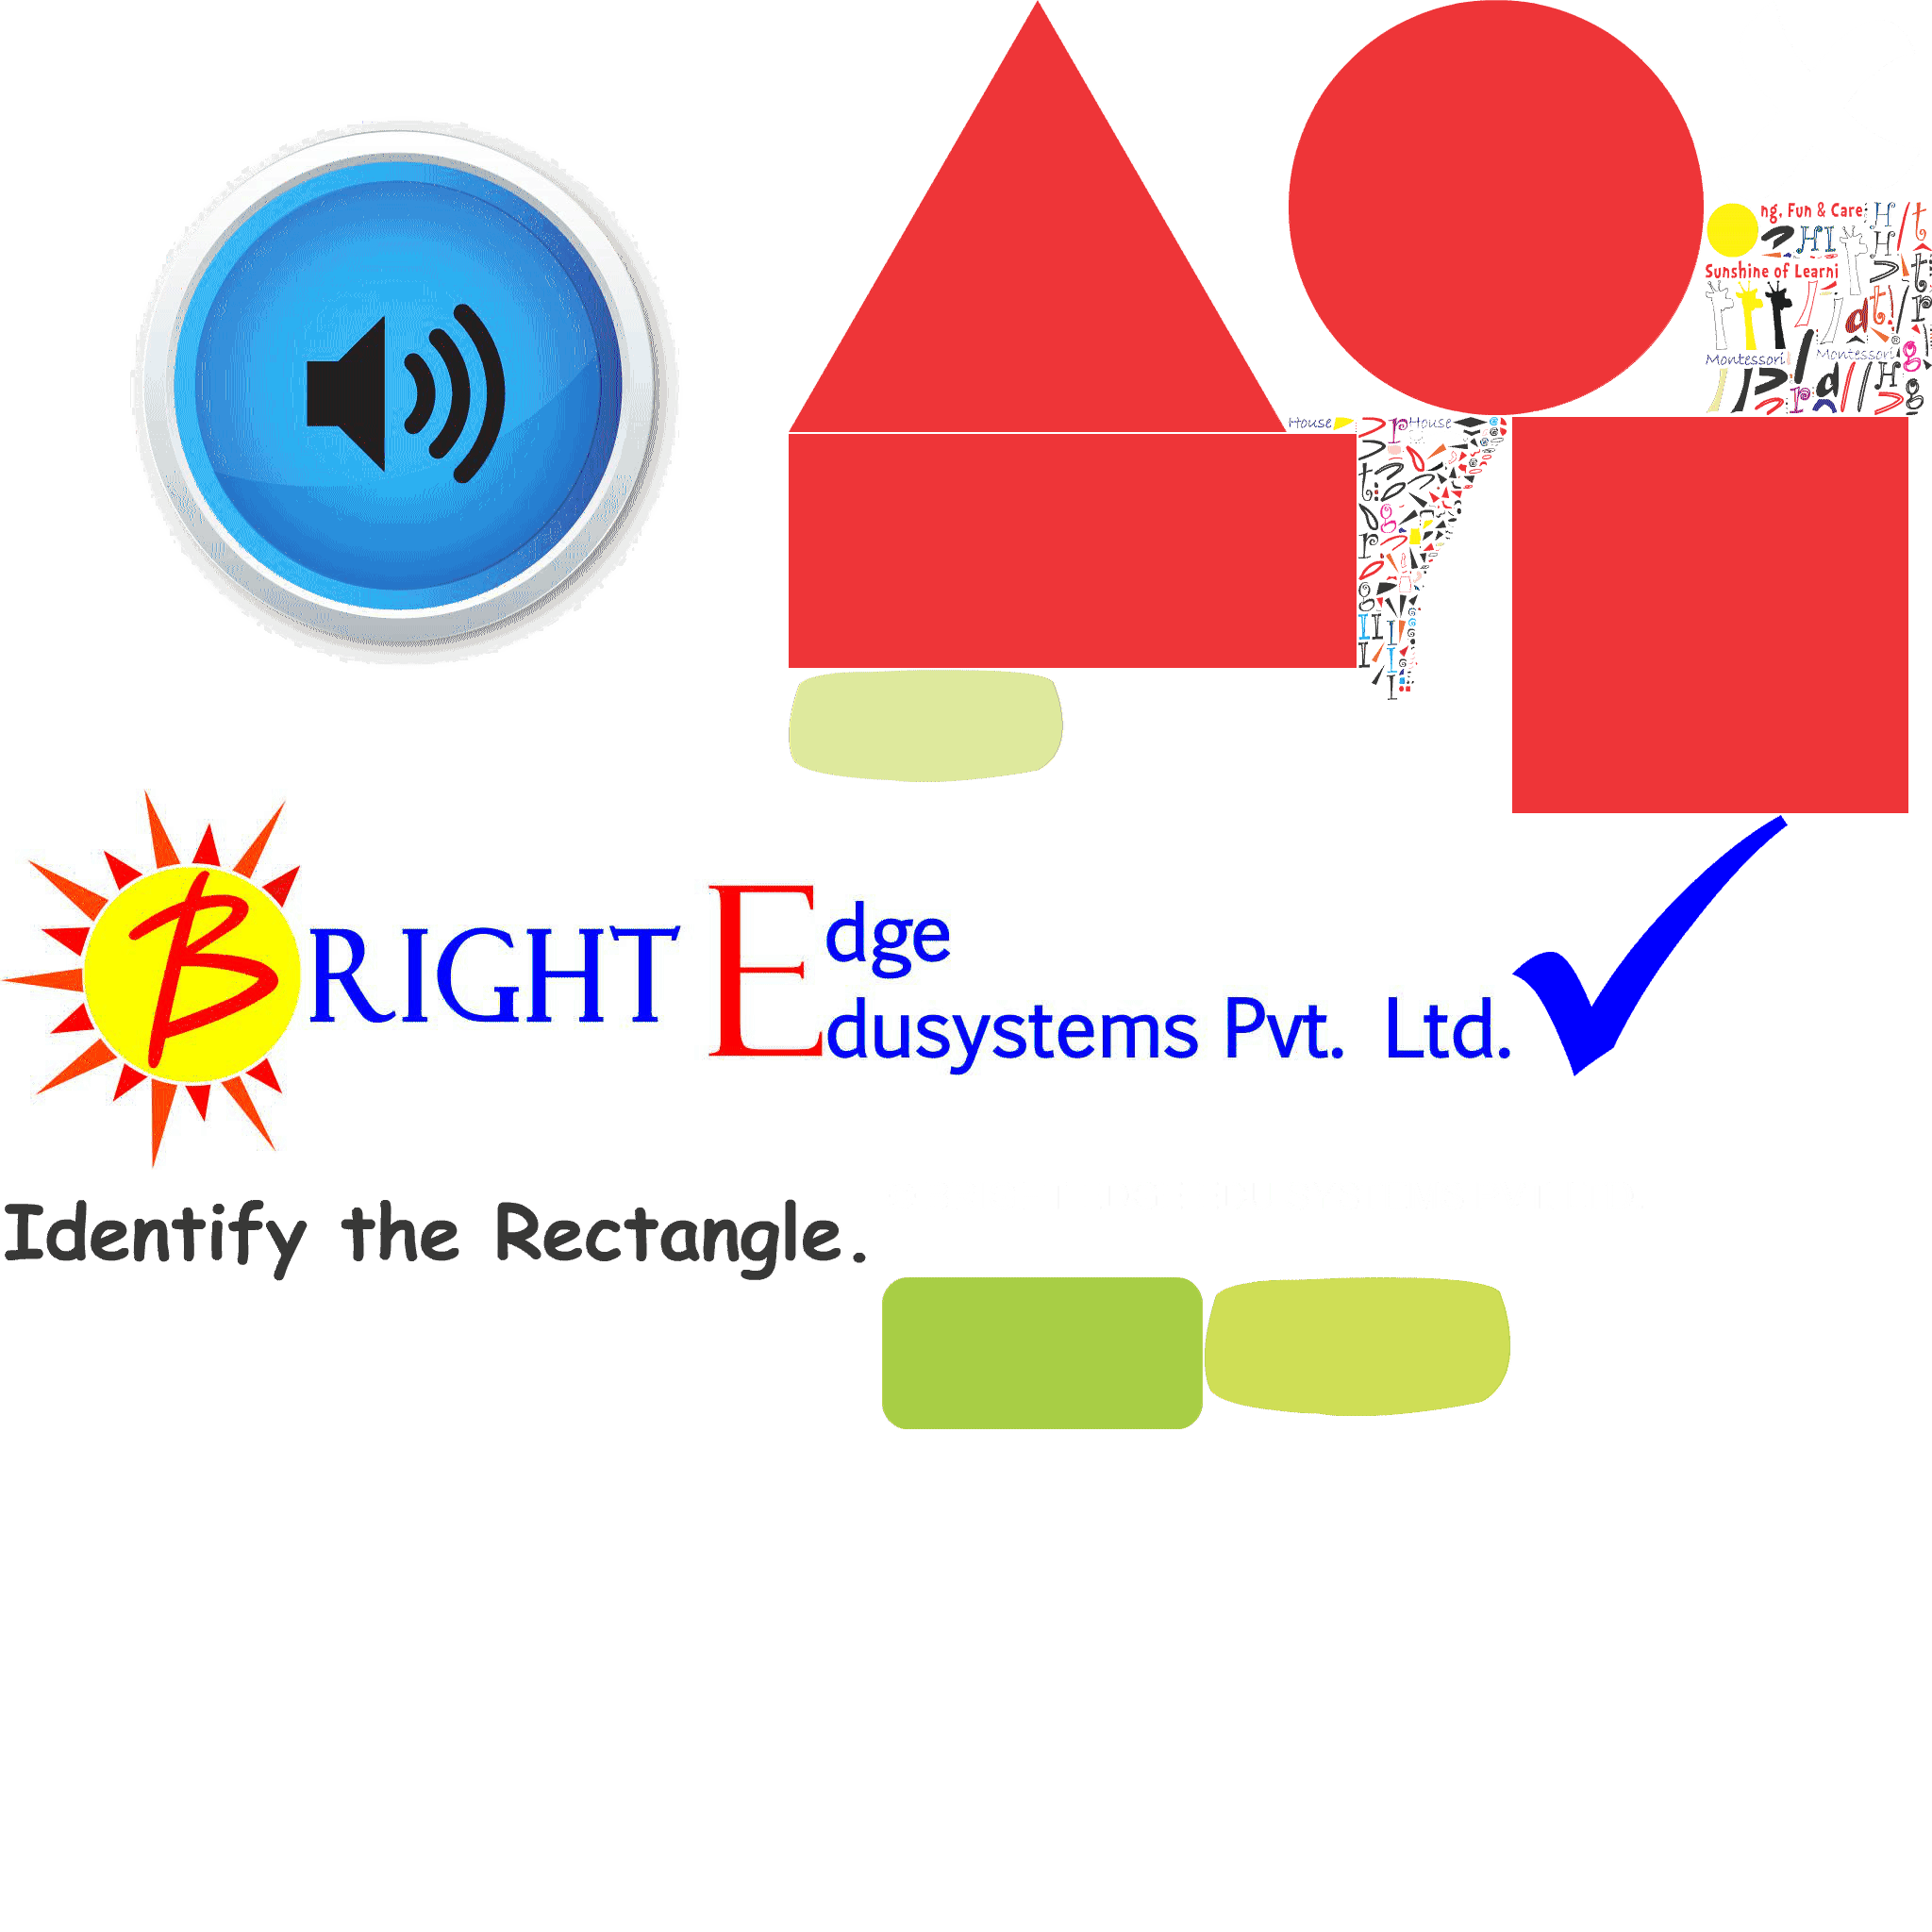 ng, Fun & Care
Sunshine of Learni
Montessori
Montessori
House
House
BRIGHT Edge
Edusystems Pvt. Ltd.
Identify the Rectangle.